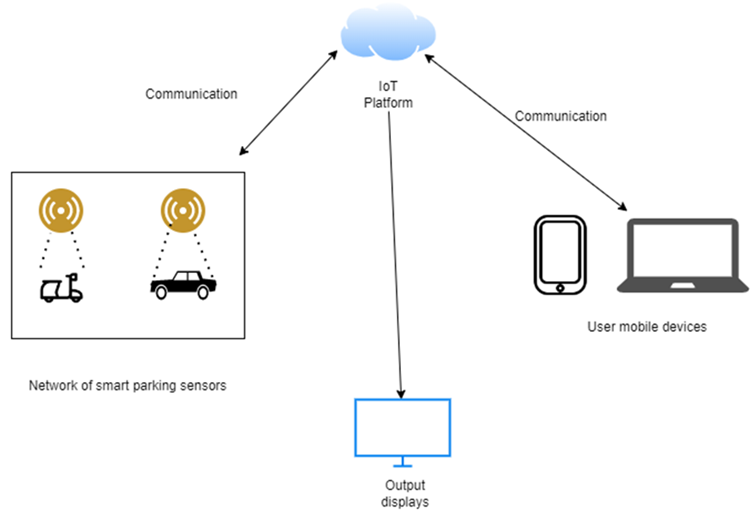 Communication
IoT
Platform
Communication
User mobile devices
Network of smart parking sensors
Output
displays